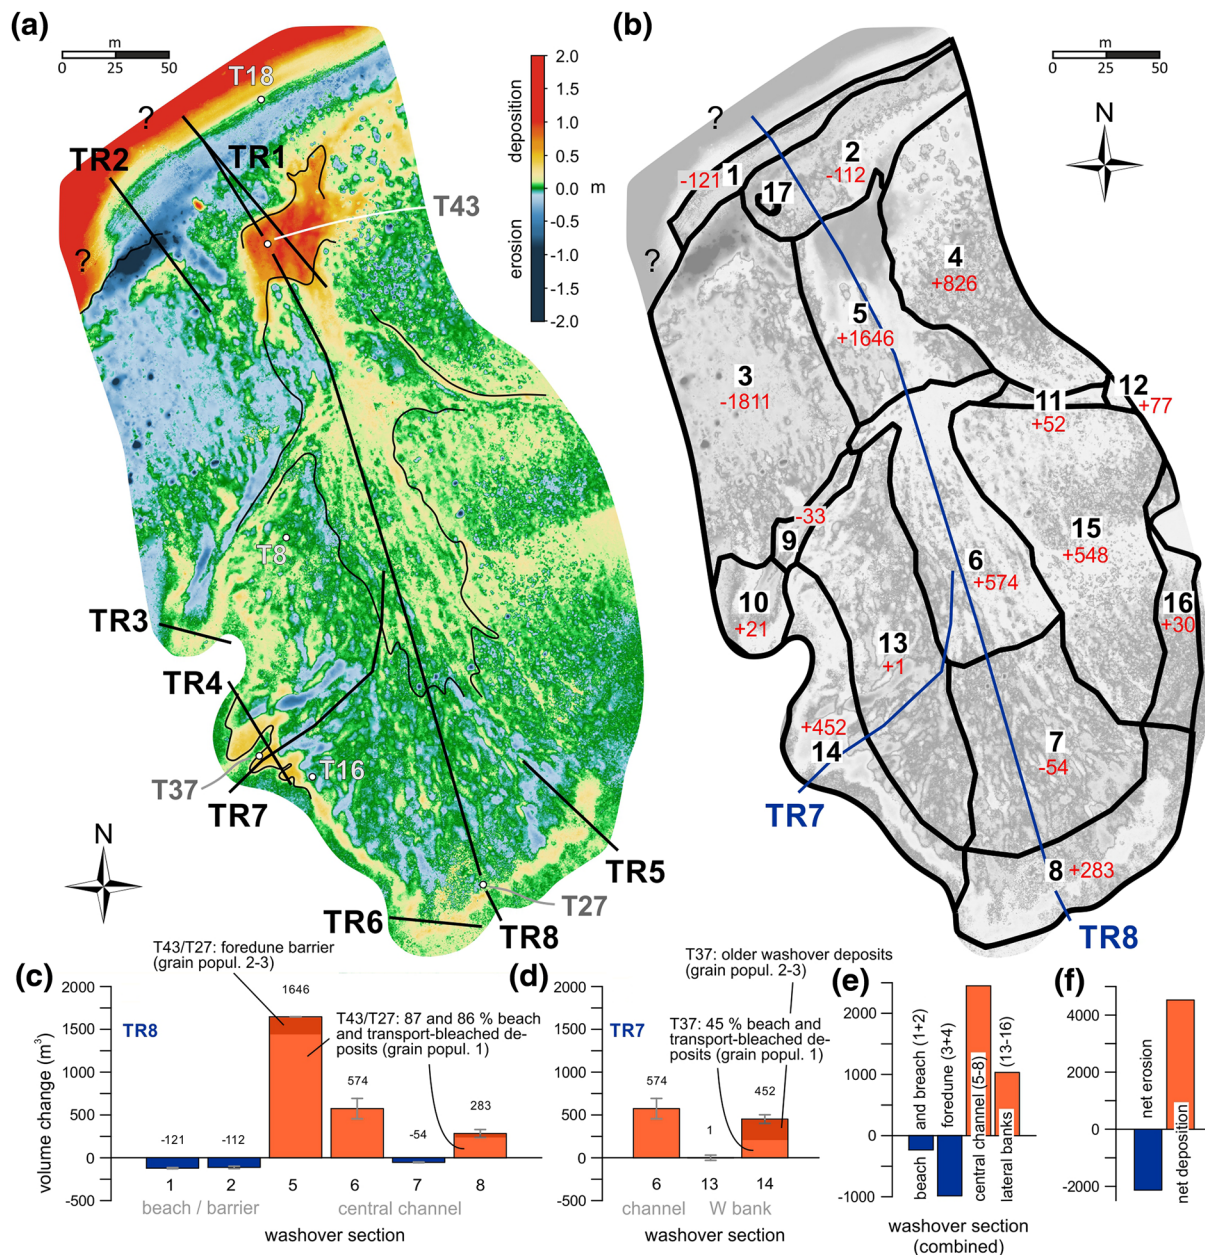 (a)
m
0 25 50
T18
?
TR2
TR1
T43
?
2.0
1.5
1.0
0.5
0.0 m
-0.5
-1.0
-1.5
-2.0
deposition
erosion
T8
TR3
TR4
T37
T16
TR7
N
TR5
T27
TR6
TR8
(b)
m
0 25 50
N
?
?
1
-121
2
-112
17
4
+826
5
+1646
3
-1811
12
+77
11
+52
-33
9
15
+548
6
+574
10
+21
16
+30
13
+1
+452
14
7
-54
TR7
8
+283
TR8
(c)
T43/T27: foredune barrier
(grain popul. 2-3)
T43/T27: 87 and 86 % beach
and transport-bleached de-
posits (grain popul. 1)
TR8
volume change (m³)
2000
1500
1000
500
0
-500
-121
-112
1646
574
-54
283
1 2 5 6 7 8
beach / barrier central channel
washover section
(d)
T37: older washover deposits
(grain popul. 2-3)
T37: 45 % beach and
transport-bleached de-
posits (grain popul. 1)
TR7
2000
1500
1000
500
0
-500
574
1
452
6 13 14
channel W bank
washover section
(e)
2000
1000
0
-1000
beach and breach (1+2)
foredune (3+4)
central channel (5-8)
lateral banks (13-16)
washover section
(combined)
(f)
4000
2000
0
-2000
net erosion
net deposition